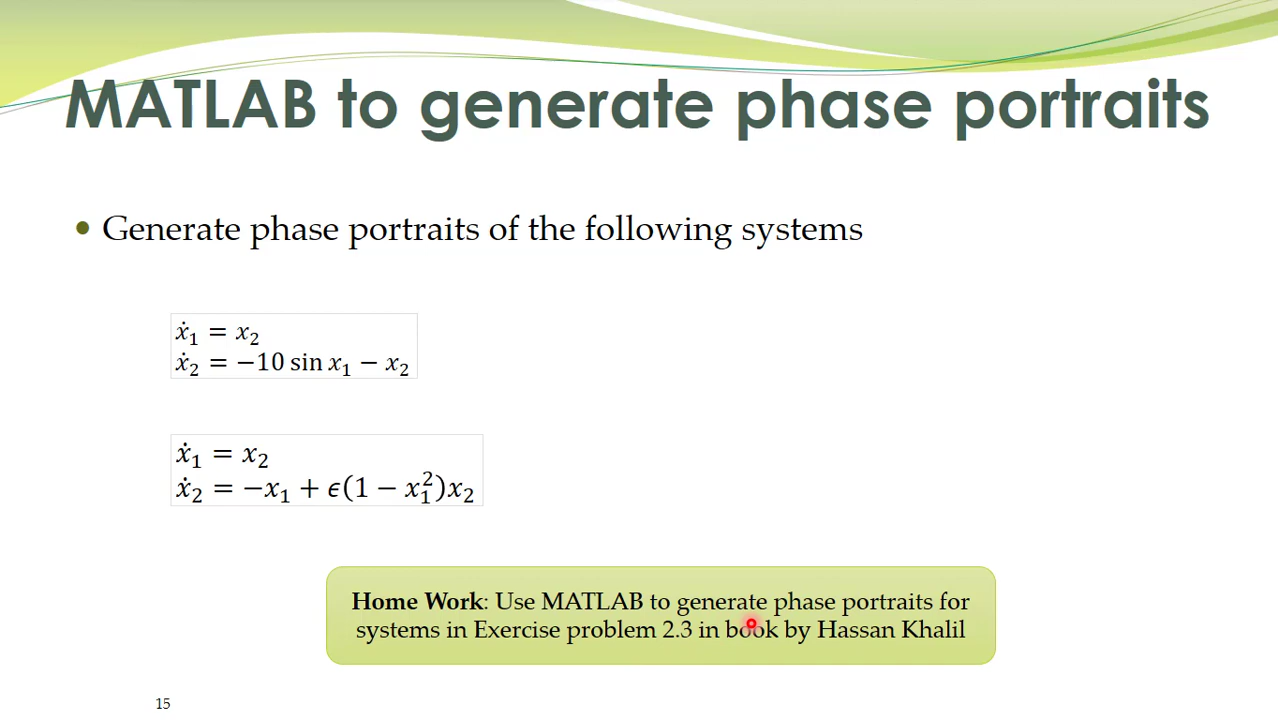 MATLAB to generate phase portraits
• Generate phase portraits of the following systems
ẋ₁ = x₂
ẋ₂ = −10 sin x₁ − x₂
ẋ₁ = x₂
ẋ₂ = −x₁ + ϵ(1 − x₁²)x₂
Home Work: Use MATLAB to generate phase portraits for
systems in Exercise problem 2.3 in book by Hassan Khalil
15